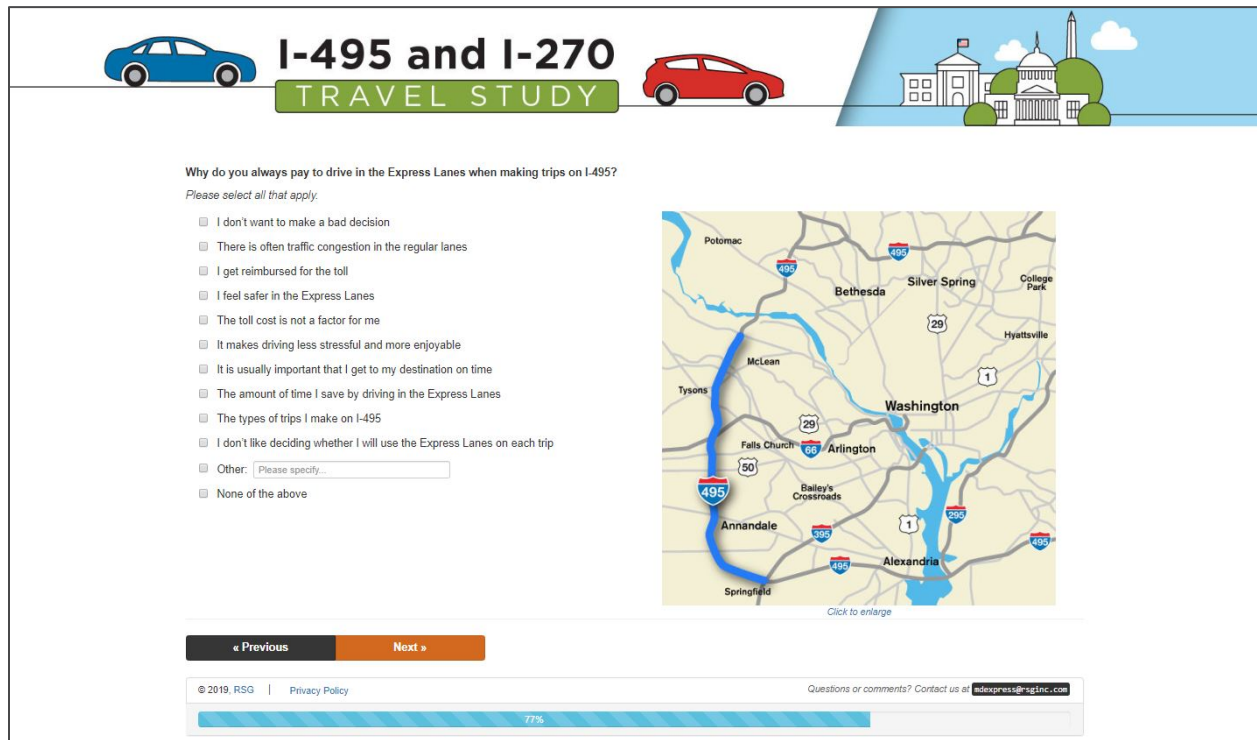 I-495 and I-270
TRAVEL STUDY
Why do you always pay to drive in the Express Lanes when making trips on I-495?
Please select all that apply.
I don't want to make a bad decision
There is often traffic congestion in the regular lanes
I get reimbursed for the toll
I feel safer in the Express Lanes
The toll cost is not a factor for me
It makes driving less stressful and more enjoyable
It is usually important that I get to my destination on time
The amount of time I save by driving in the Express Lanes
The types of trips I make on I-495
I don't like deciding whether I will use the Express Lanes on each trip
Other: Please specify...
None of the above
Potomac
495
495
Bethesda
Silver Spring
College
Park
29
Hyattsville
McLean
1
Tysons
Washington
29
Falls Church
66
Arlington
50
Bailey's
Crossroads
495
1
295
Annandale
395
495
495
Alexandria
Springfield
Click to enlarge
« Previous
Next »
© 2019, RSG | Privacy Policy
Questions or comments? Contact us at mdexpress@rsginc.com
77%